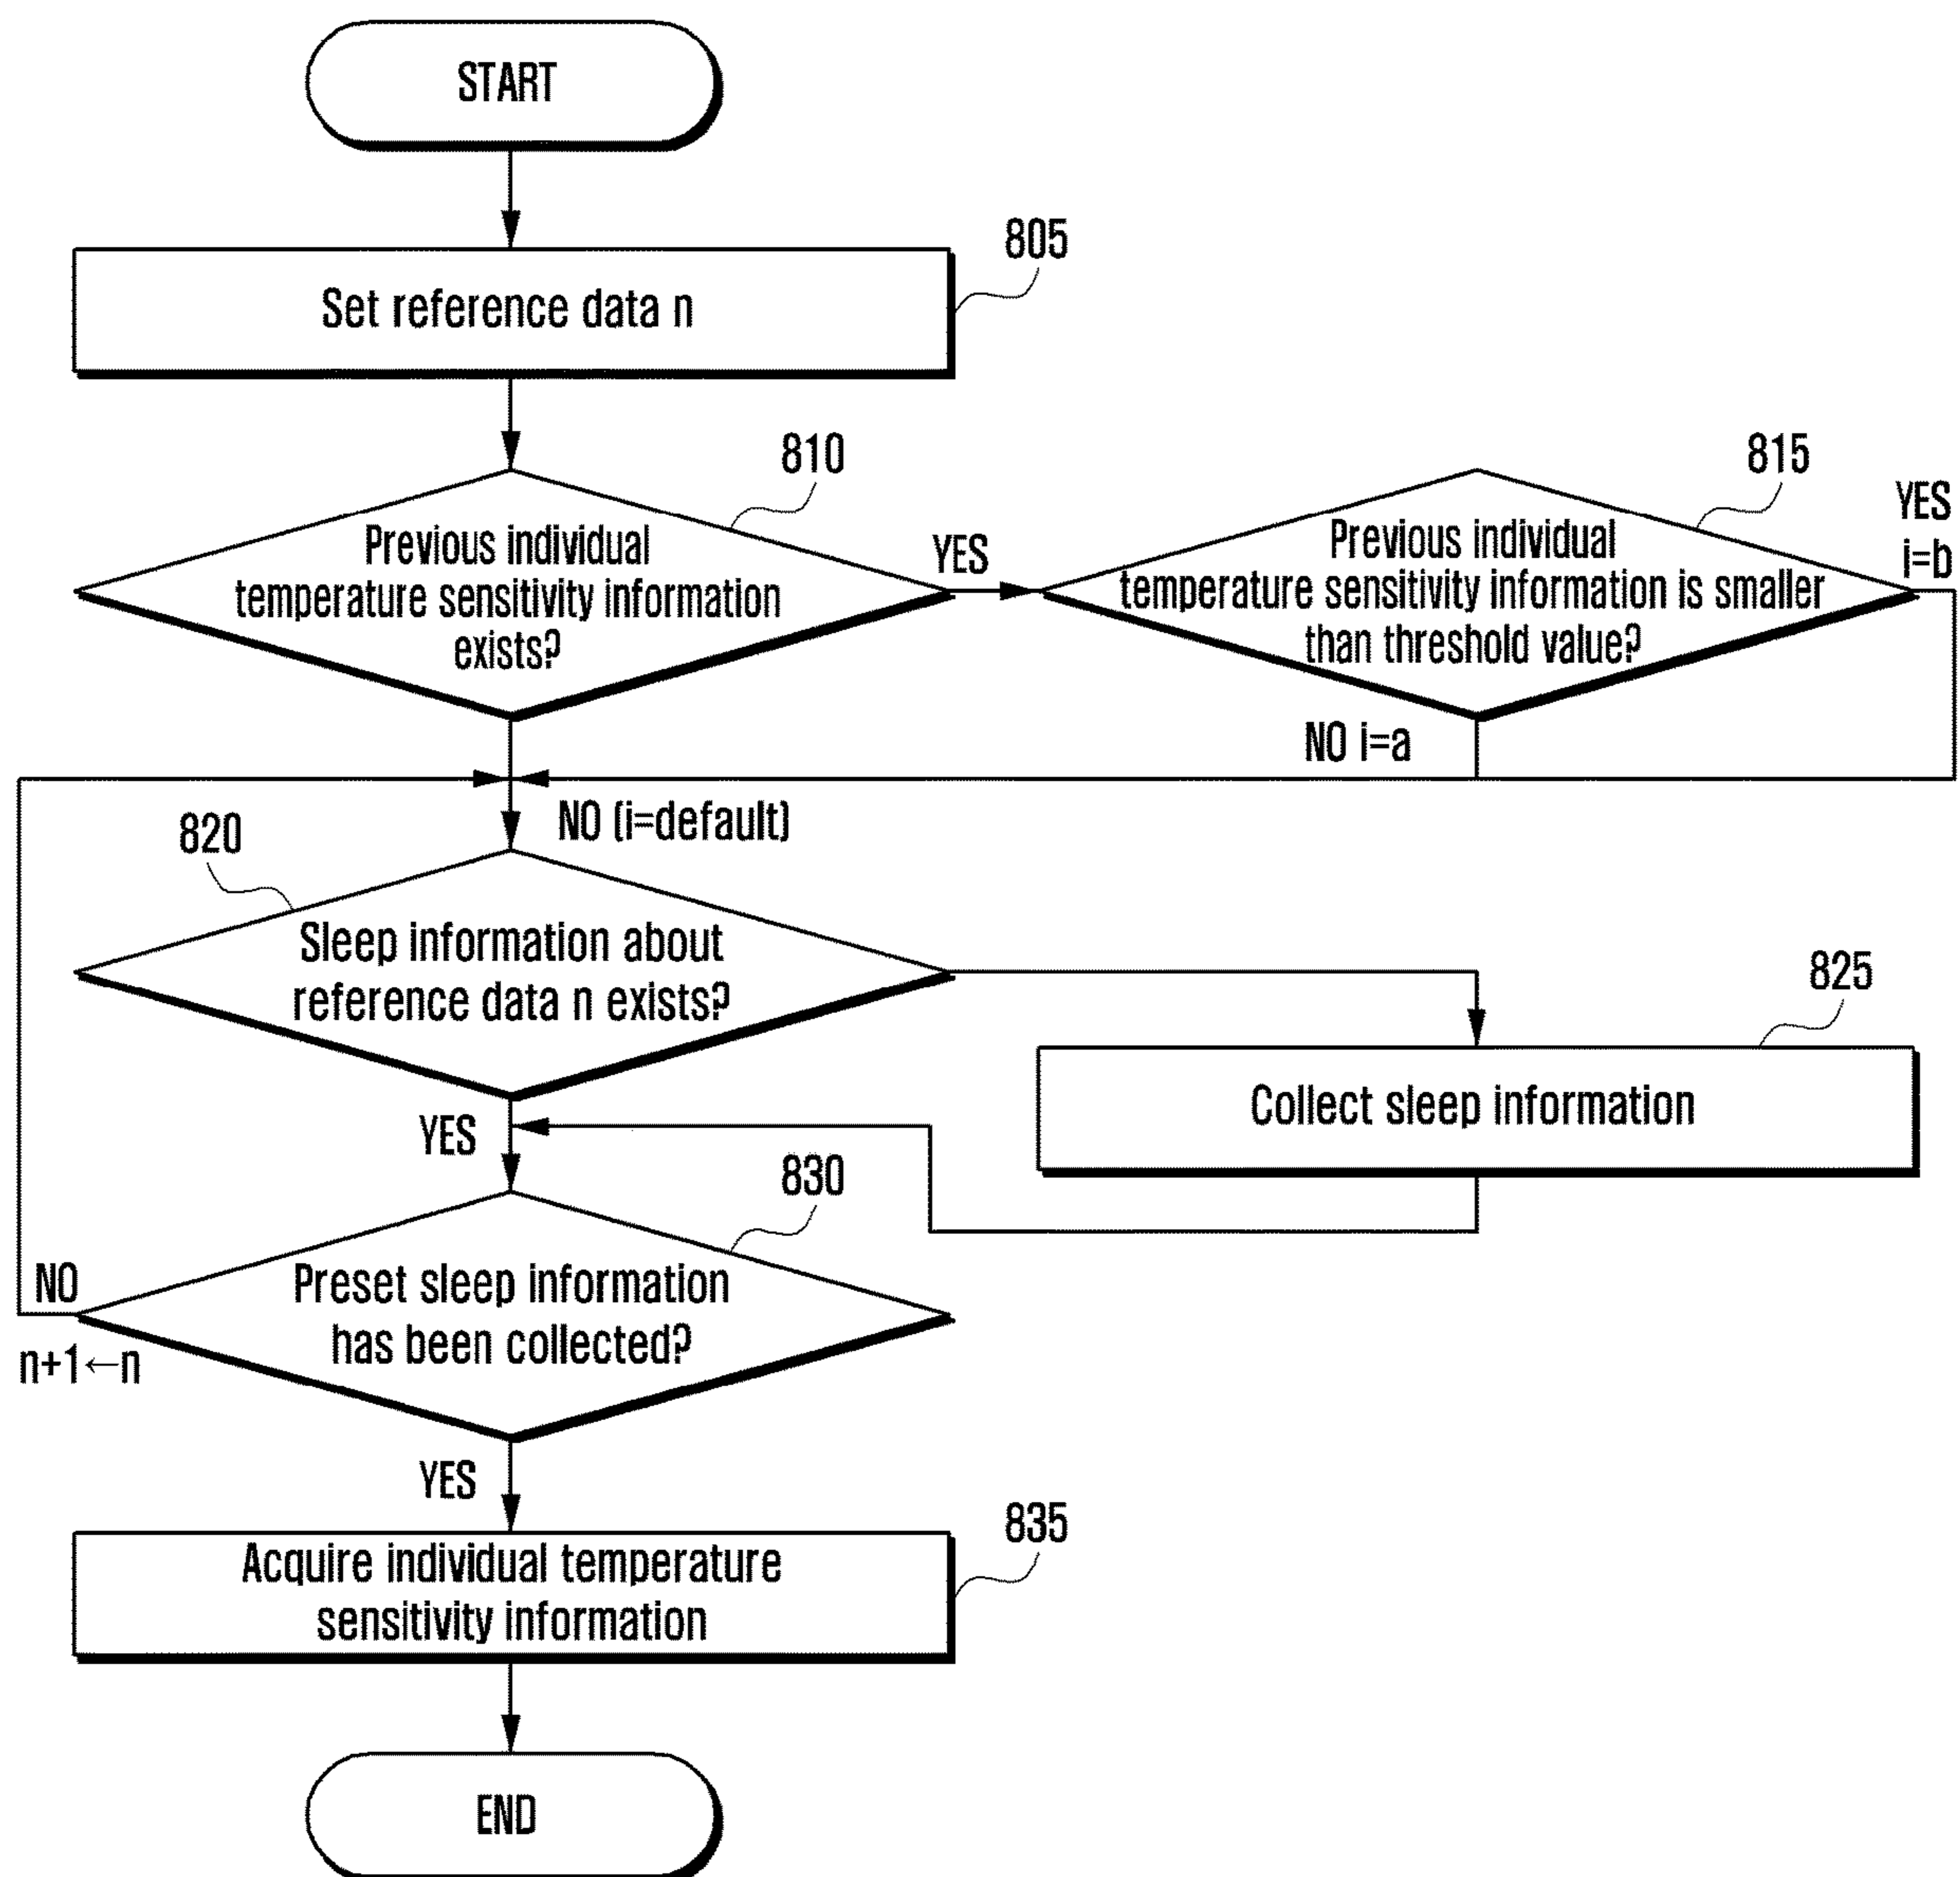 START
805
Set reference data n
810
Previous individual
temperature sensitivity information
exists?
YES
815
Previous individual
temperature sensitivity information is smaller
than threshold value?
YES
i=b
NO i=a
NO (i=default)
820
Sleep information about
reference data n exists?
825
Collect sleep information
YES
830
Preset sleep information
has been collected?
NO
n+1←n
YES
835
Acquire individual temperature
sensitivity information
END